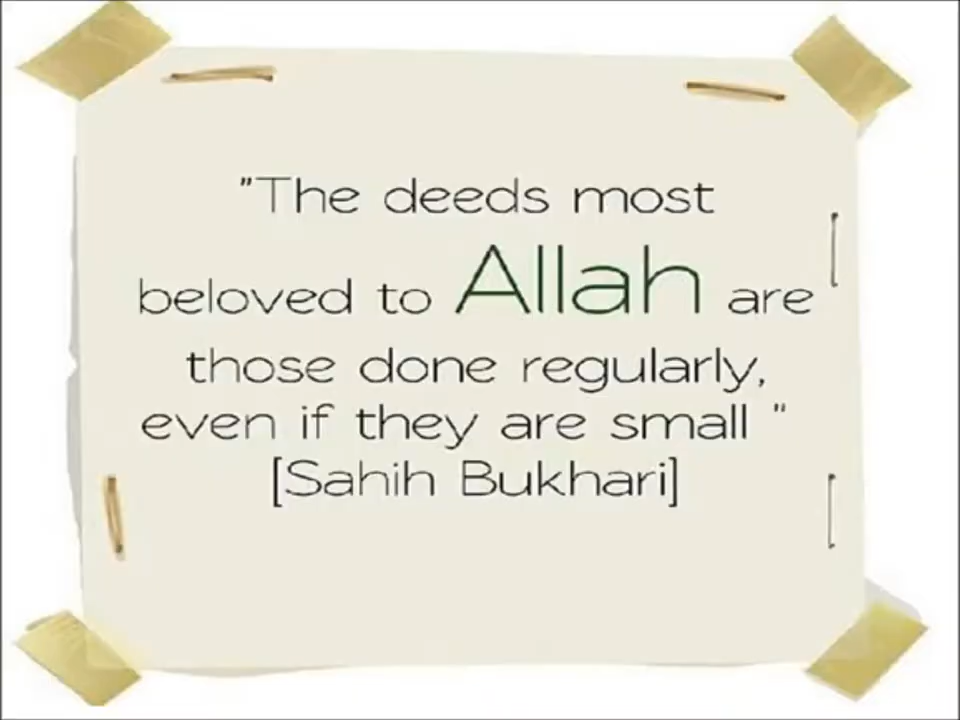 "The deeds most
beloved to Allah are
those done regularly,
even if they are small "
[Sahih Bukhari]